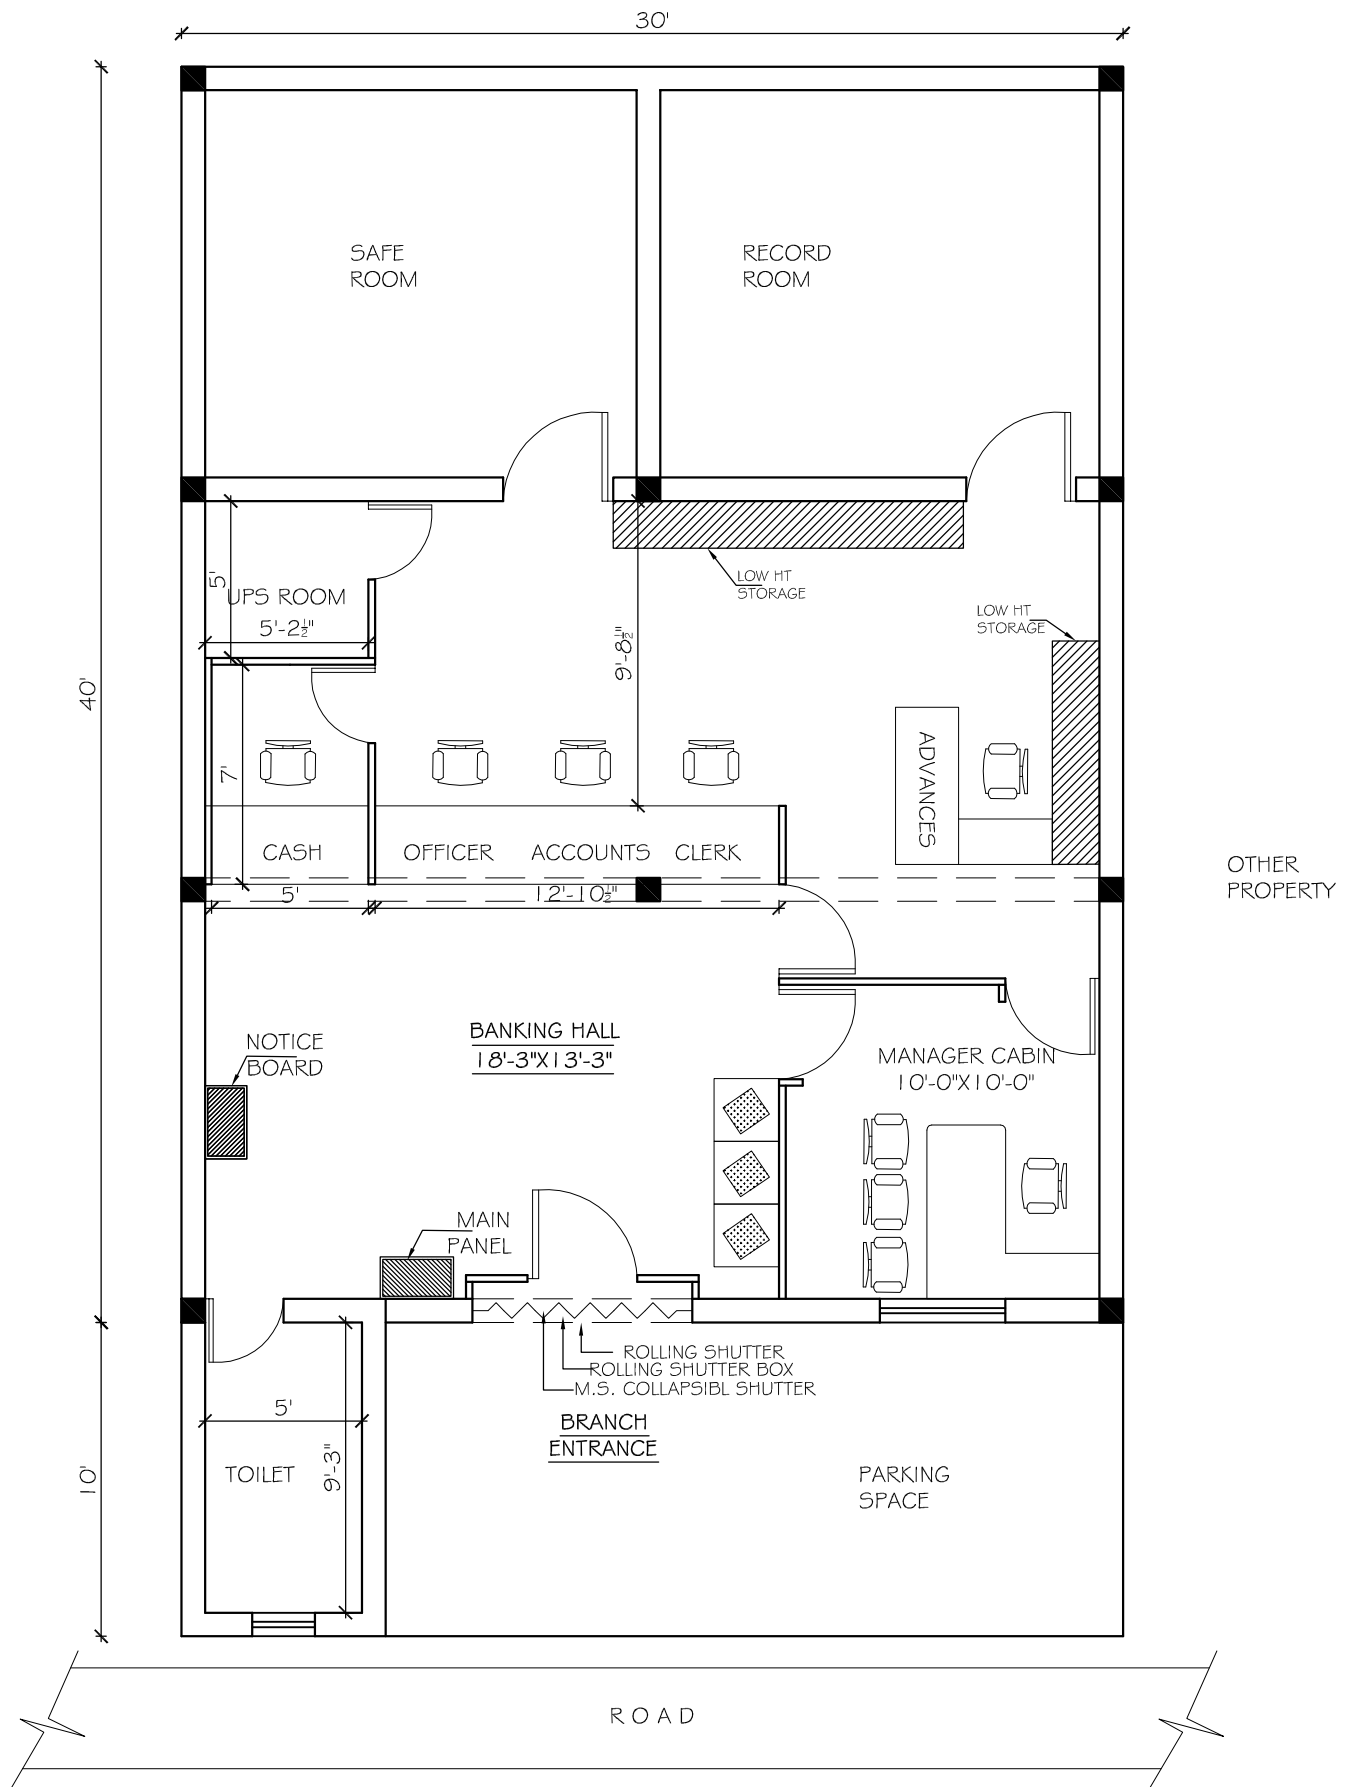 30'
SAFE
ROOM
RECORD
ROOM
LOW HT
STORAGE
5'
UPS ROOM
5'-2½"
LOW HT
STORAGE
9'-8½"
40'
7'
ADVANCES
CASH
OFFICER
ACCOUNTS
CLERK
OTHER
PROPERTY
5'
12'-10½"
BANKING HALL
18'-3"X13'-3"
NOTICE
BOARD
MANAGER CABIN
10'-0"X10'-0"
MAIN
PANEL
ROLLING SHUTTER
ROLLING SHUTTER BOX
M.S. COLLAPSIBL SHUTTER
5'
BRANCH
ENTRANCE
9'-3"
TOILET
10'
PARKING
SPACE
ROAD